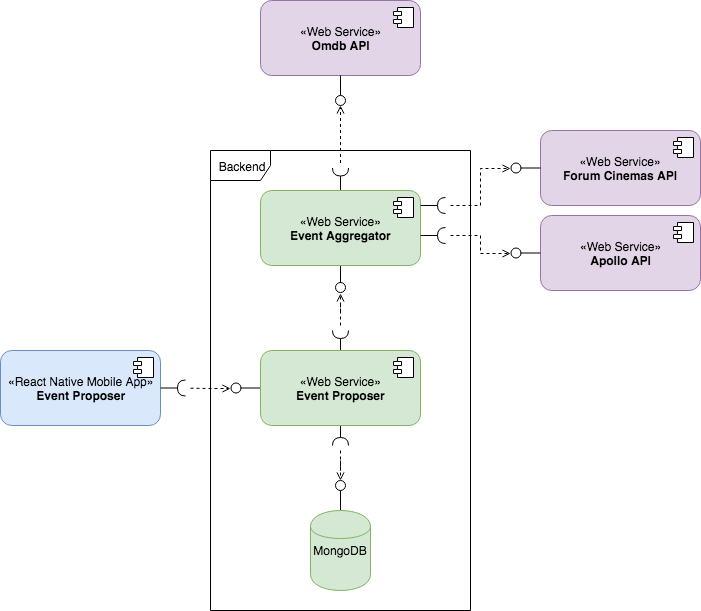 «Web Service»
Omdb API
Backend
«Web Service»
Forum Cinemas API
«Web Service»
Event Aggregator
«Web Service»
Apollo API
«React Native Mobile App»
Event Proposer
«Web Service»
Event Proposer
MongoDB